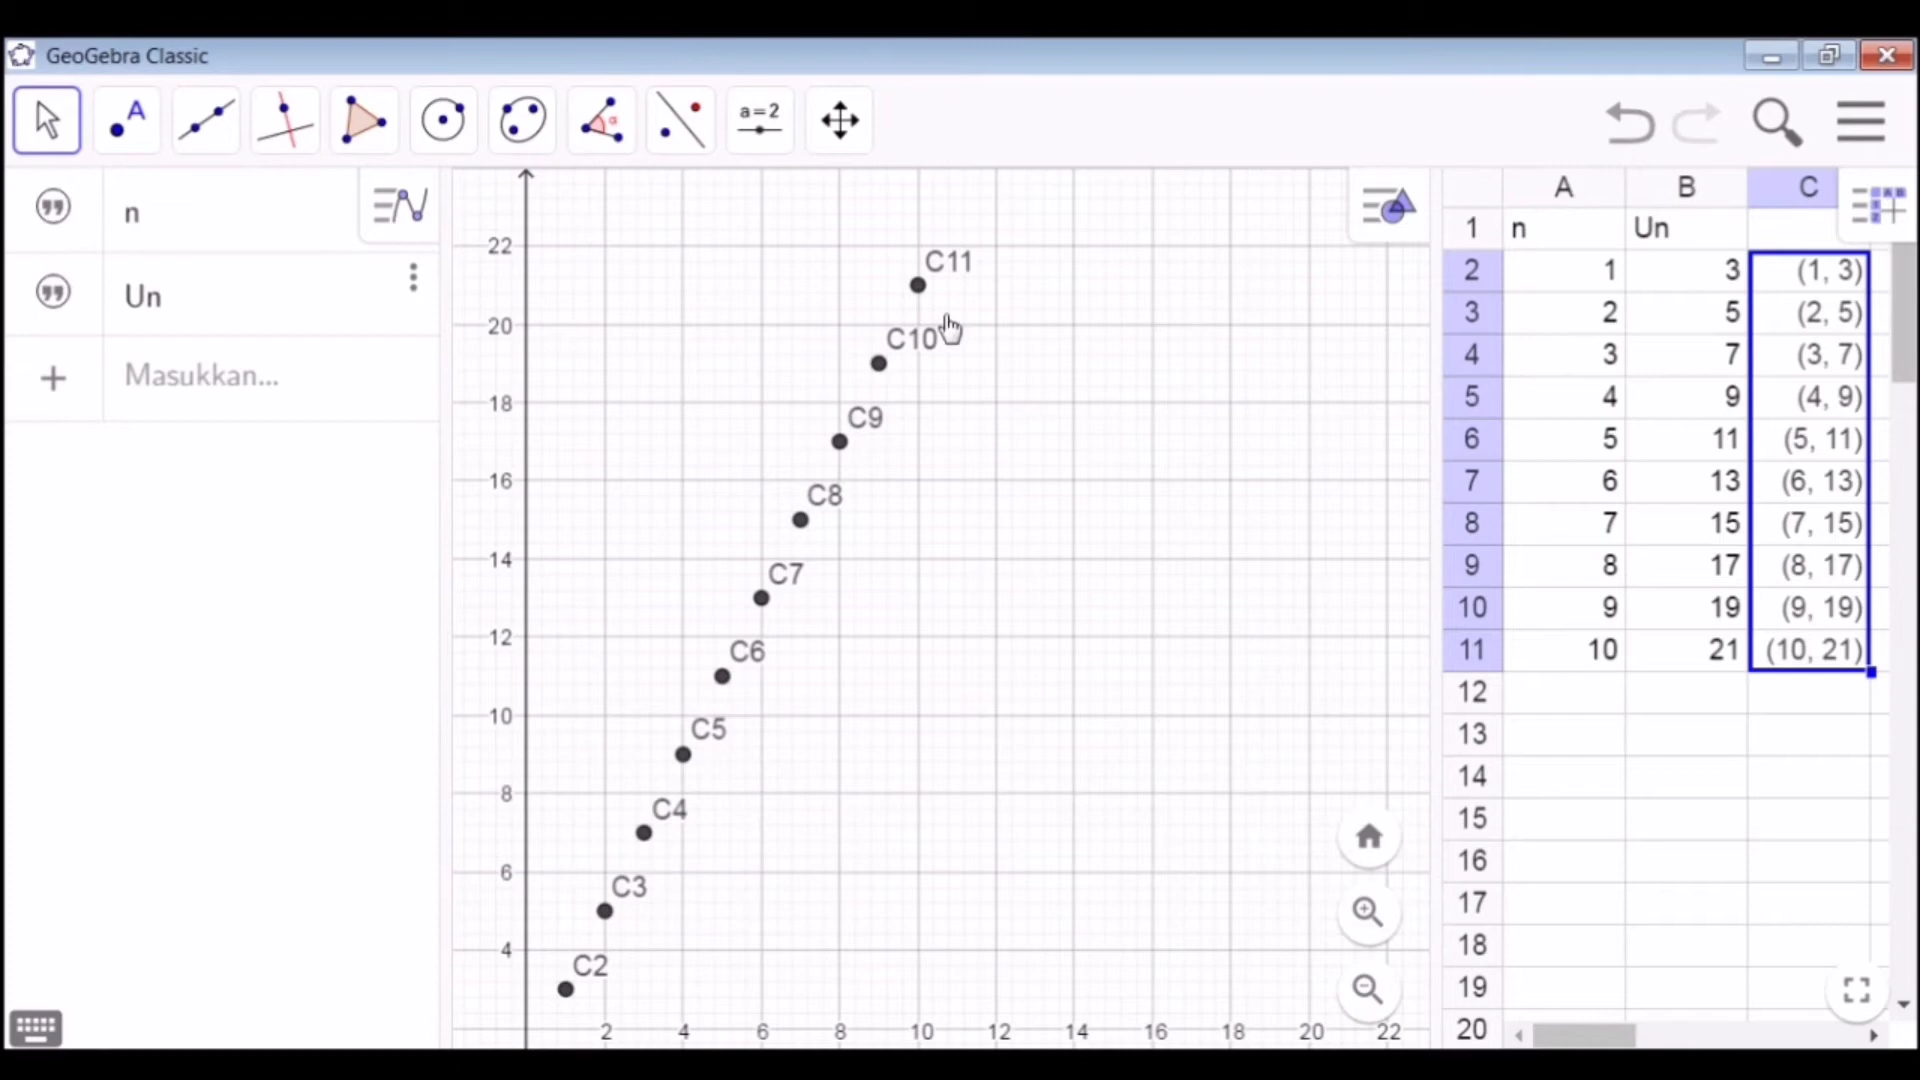 GeoGebra Classic
A
α
a=2
n
Un
Masukkan...
22
20
18
16
14
12
10
8
6
4
2 4 6 8 10 12 14 16 18 20 22
C11
C10
C9
C8
C7
C6
C5
C4
C3
C2
A B C
1 n Un
2 1 3 (1, 3)
3 2 5 (2, 5)
4 3 7 (3, 7)
5 4 9 (4, 9)
6 5 11 (5, 11)
7 6 13 (6, 13)
8 7 15 (7, 15)
9 8 17 (8, 17)
10 9 19 (9, 19)
11 10 21 (10, 21)
12
13
14
15
16
17
18
19
20